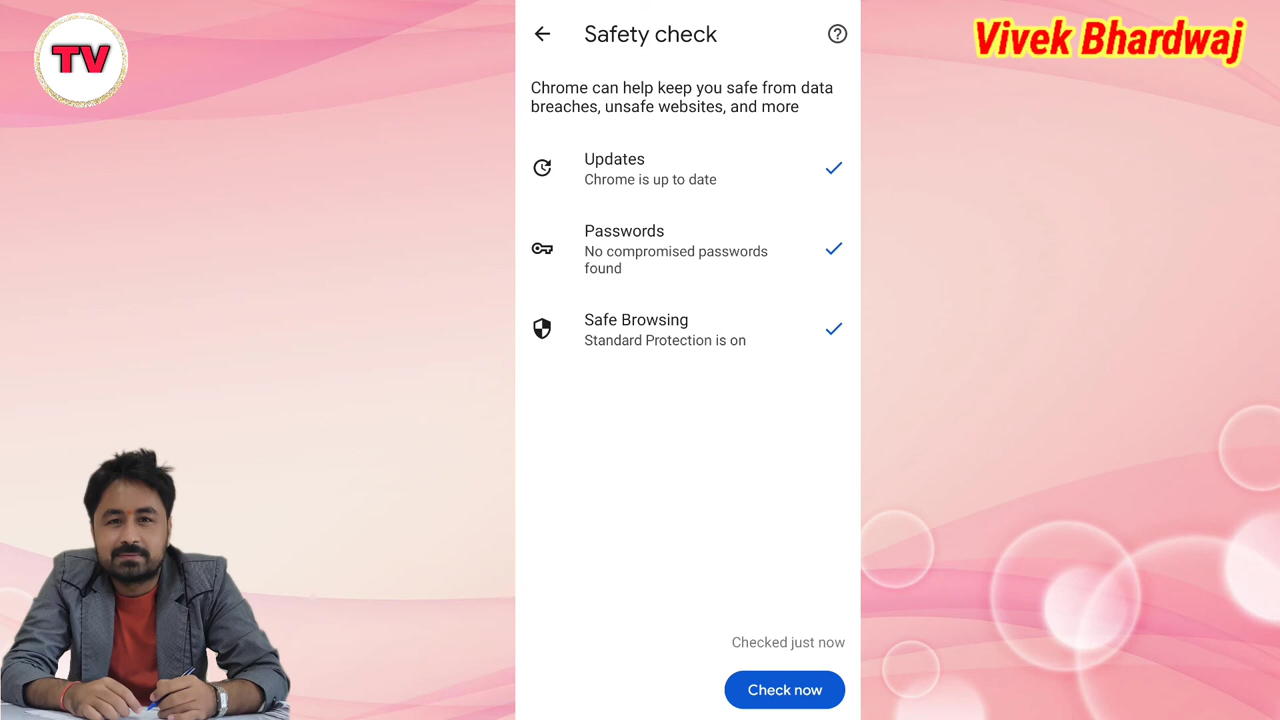 TV
Vivek Bhardwaj
Safety check
Chrome can help keep you safe from data
breaches, unsafe websites, and more
Updates
Chrome is up to date
Passwords
No compromised passwords
found
Safe Browsing
Standard Protection is on
Checked just now
Check now